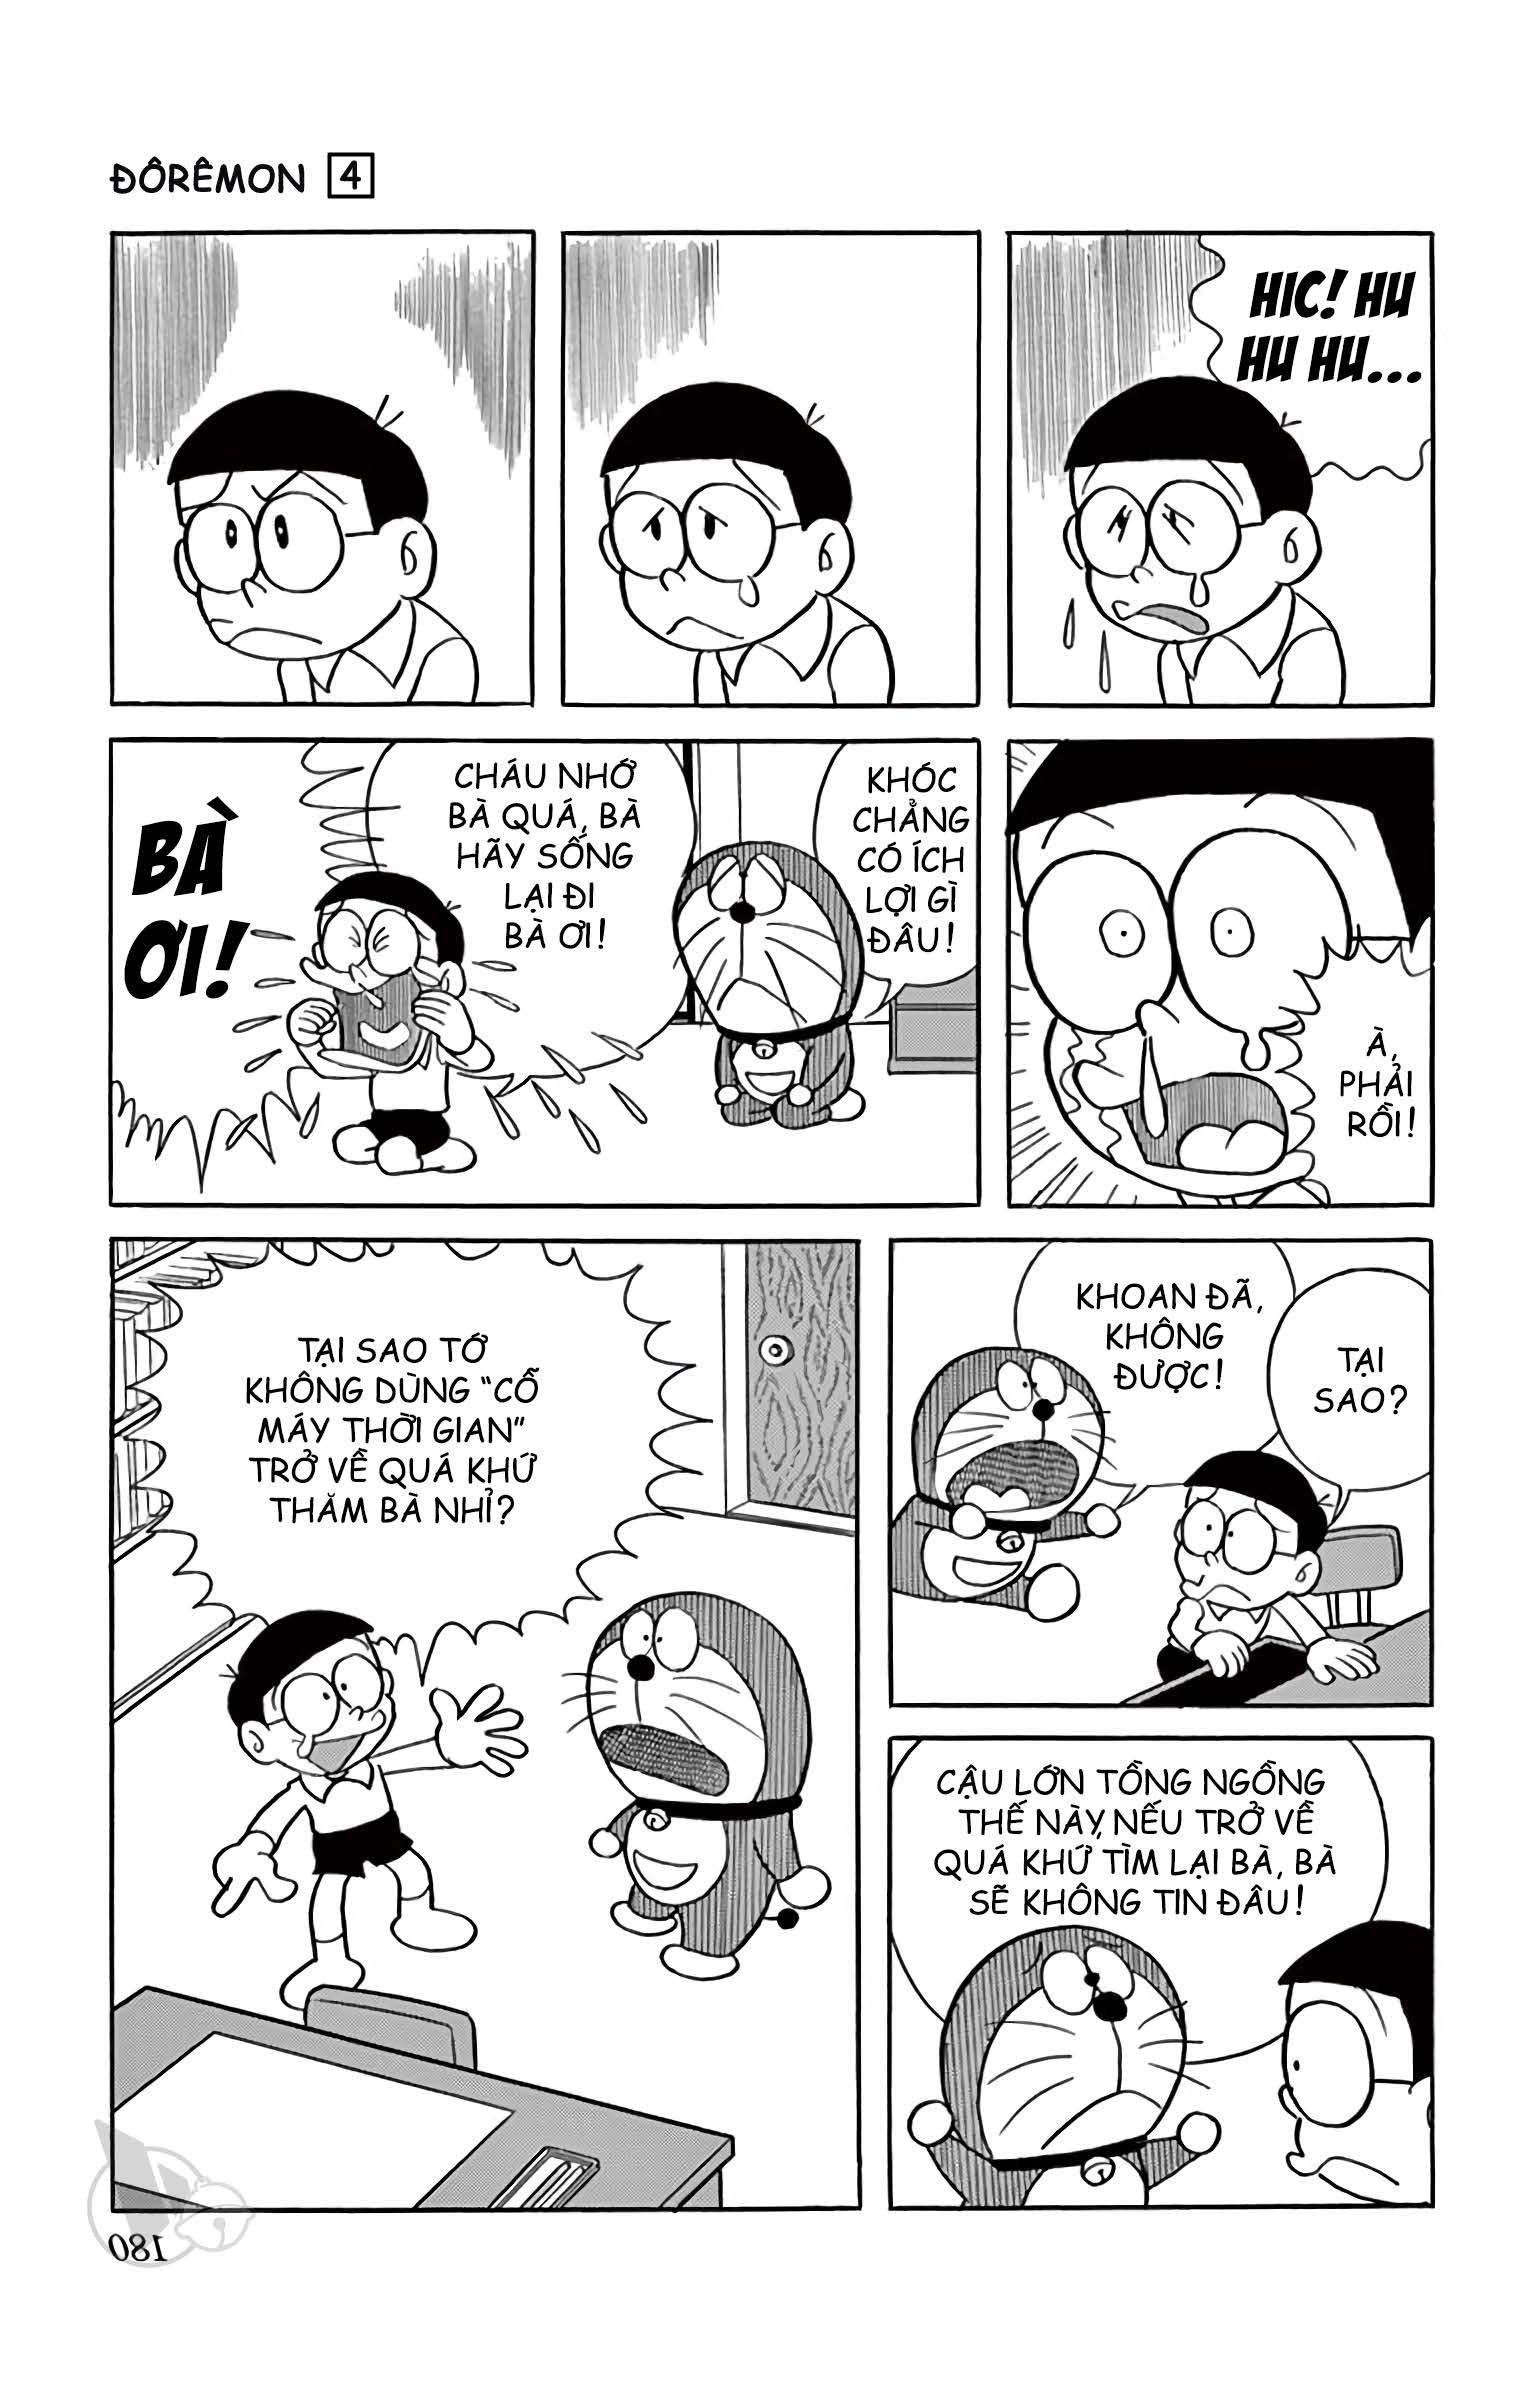 ĐÔRÊMON 4
HIC! HU
HU HU...
BÀ
ƠI!
CHÁU NHỚ
BÀ QUÁ, BÀ
HÃY SỐNG
LẠI ĐI
BÀ ƠI!
KHÓC
CHẲNG
CÓ ÍCH
LỢI GÌ
ĐÂU!
À,
PHẢI
RỒI!
TẠI SAO TỚ
KHÔNG DÙNG "CỖ
MÁY THỜI GIAN"
TRỞ VỀ QUÁ KHỨ
THĂM BÀ NHỈ?
KHOAN ĐÃ,
KHÔNG
ĐƯỢC!
TẠI
SAO?
CẬU LỚN TỒNG NGỒNG
THẾ NÀY, NẾU TRỞ VỀ
QUÁ KHỨ TÌM LẠI BÀ, BÀ
SẼ KHÔNG TIN ĐÂU!
180